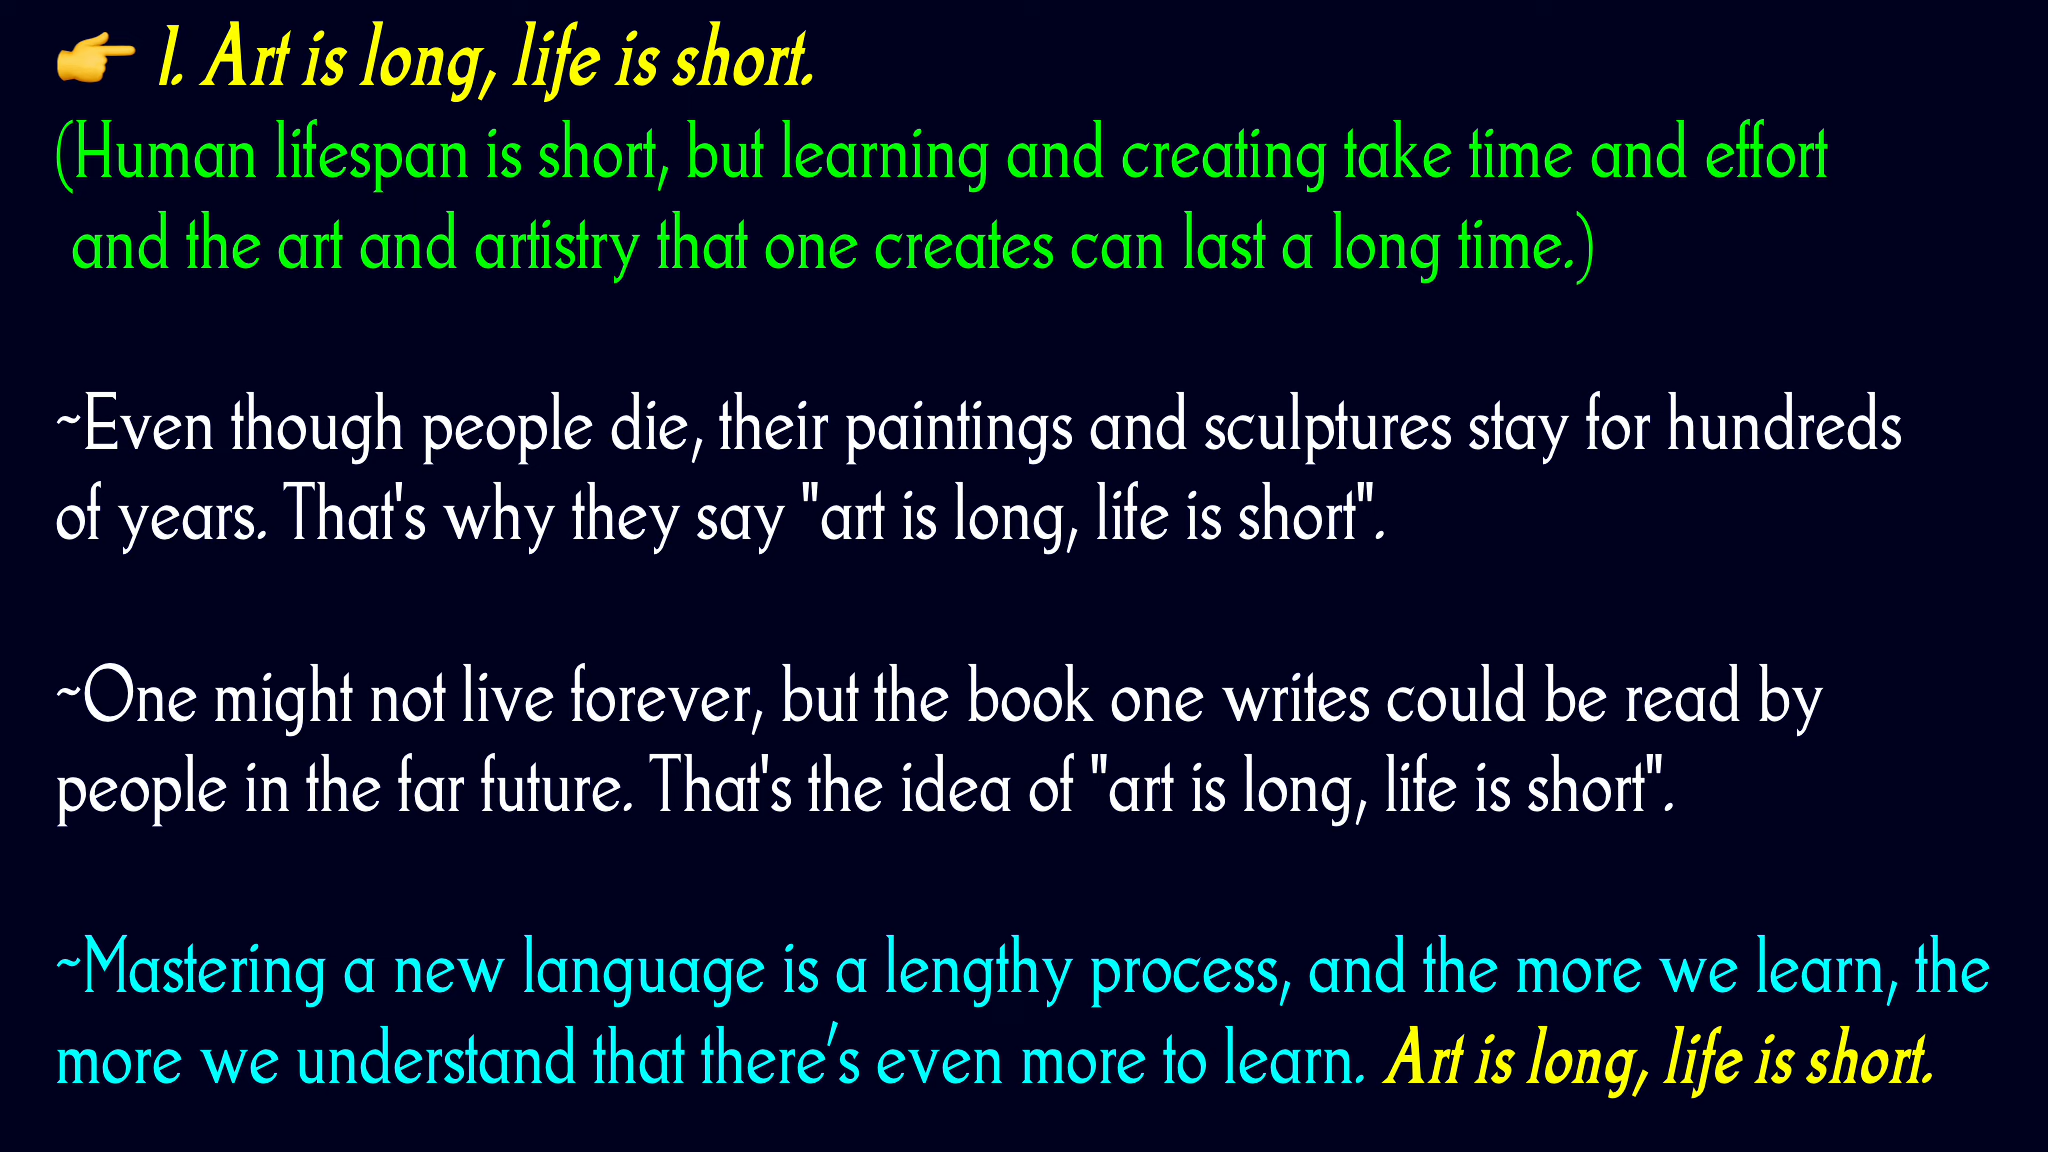 👉 1. Art is long, life is short.
(Human lifespan is short, but learning and creating take time and effort
and the art and artistry that one creates can last a long time.)
~Even though people die, their paintings and sculptures stay for hundreds
of years. That's why they say "art is long, life is short".
~One might not live forever, but the book one writes could be read by
people in the far future. That's the idea of "art is long, life is short".
~Mastering a new language is a lengthy process, and the more we learn, the
more we understand that there's even more to learn. Art is long, life is short.